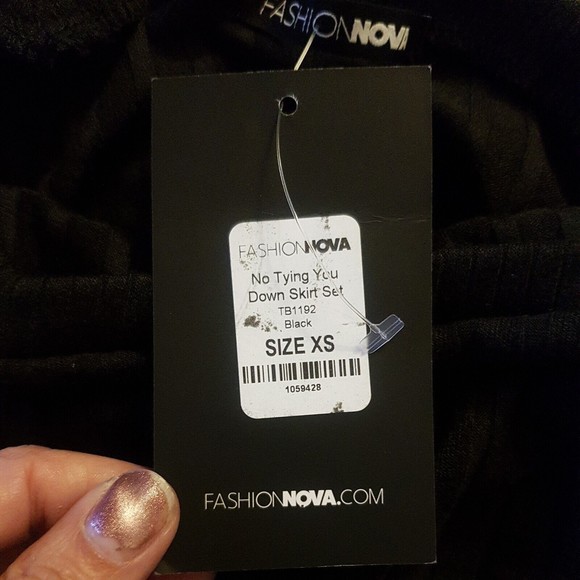 FASHIONNOVA
FASHIONNOVA
No Tying You
Down Skirt Set
TB1192
Black
SIZE XS
1059428
FASHIONNOVA.COM